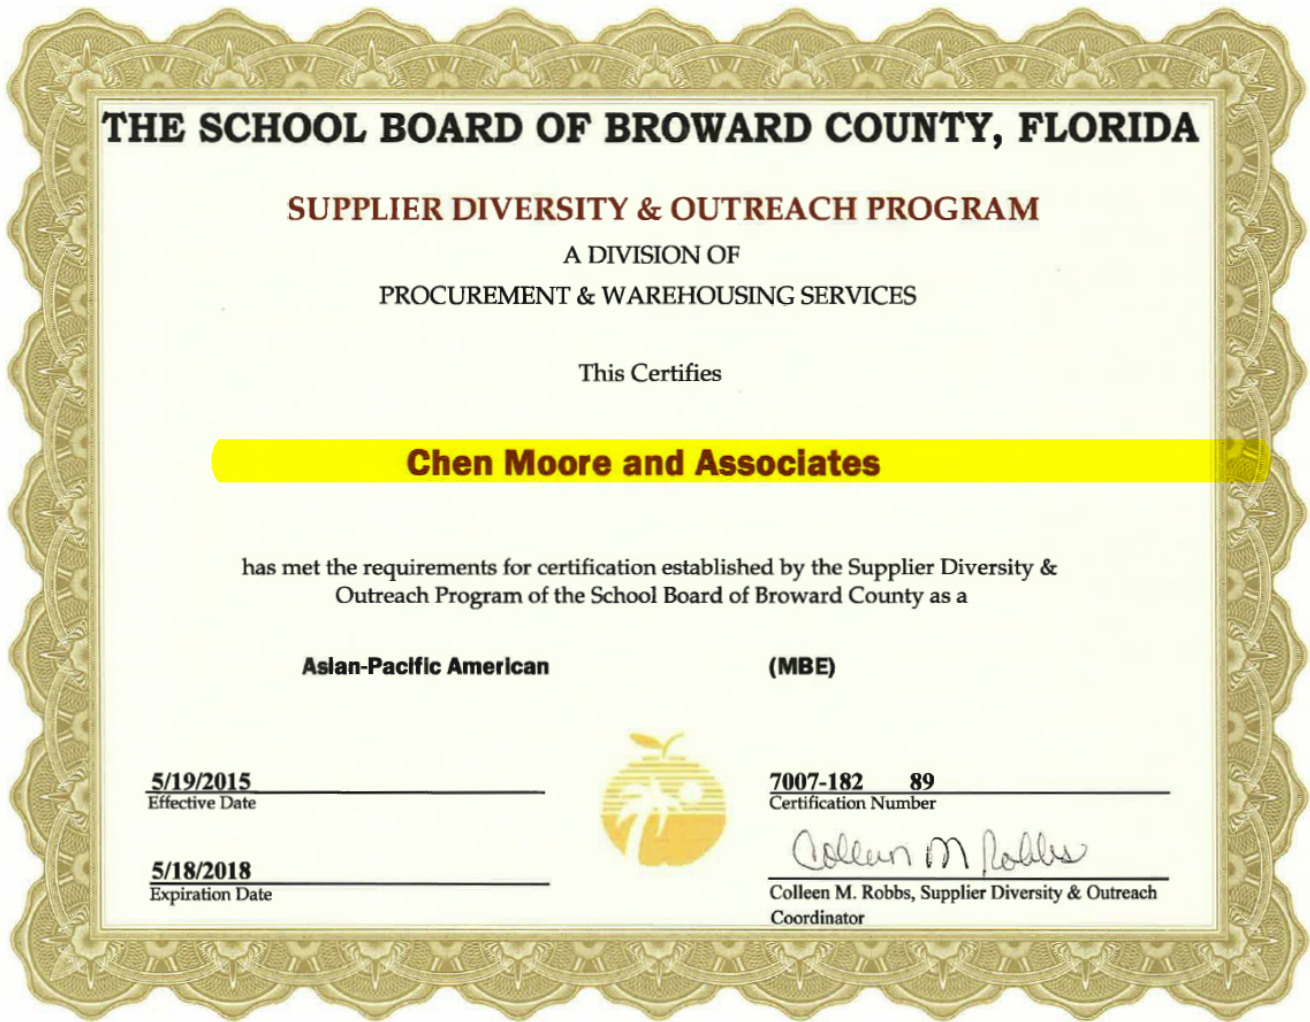 THE SCHOOL BOARD OF BROWARD COUNTY, FLORIDA
SUPPLIER DIVERSITY & OUTREACH PROGRAM
A DIVISION OF
PROCUREMENT & WAREHOUSING SERVICES
This Certifies
Chen Moore and Associates
has met the requirements for certification established by the Supplier Diversity &
Outreach Program of the School Board of Broward County as a
Asian-Pacific American (MBE)
5/19/2015 7007-182 89
Effective Date Certification Number
Colleen M Robbs
5/18/2018
Expiration Date Colleen M. Robbs, Supplier Diversity & Outreach
Coordinator